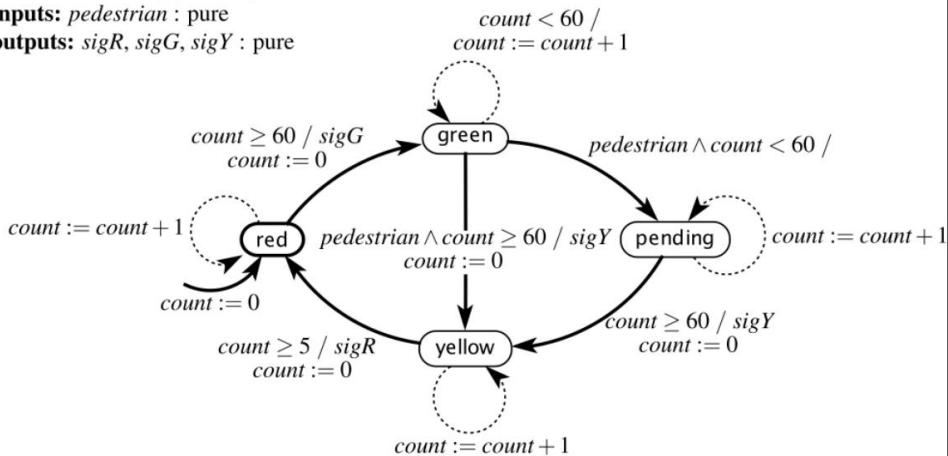 nputs: pedestrian : pure
outputs: sigR, sigG, sigY : pure
count < 60 /
count := count + 1
count ≥ 60 / sigG
count := 0
green
pedestrian ∧ count < 60 /
count := count + 1
red
pedestrian ∧ count ≥ 60 / sigY
count := 0
pending
count := count + 1
count := 0
count ≥ 5 / sigR
count := 0
yellow
count ≥ 60 / sigY
count := 0
count := count + 1